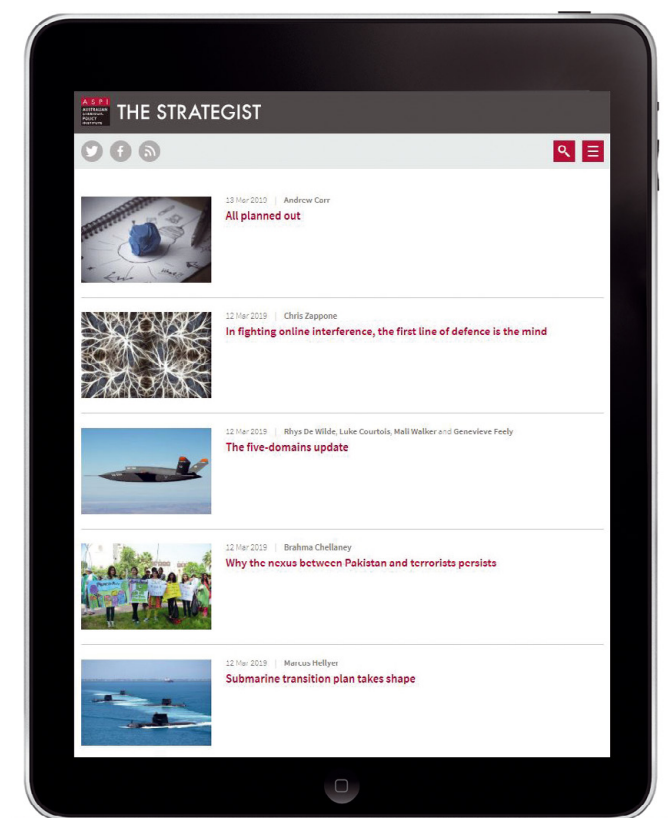 ASPI
AUSTRALIAN
STRATEGIC
POLICY
INSTITUTE
THE STRATEGIST
13 Mar 2019 | Andrew Carr
All planned out
12 Mar 2019 | Chris Zappone
In fighting online interference, the first line of defence is the mind
12 Mar 2019 | Rhys De Wilde, Luke Courtois, Mali Walker and Genevieve Feely
The five-domains update
12 Mar 2019 | Brahma Chellaney
Why the nexus between Pakistan and terrorists persists
12 Mar 2019 | Marcus Hellyer
Submarine transition plan takes shape